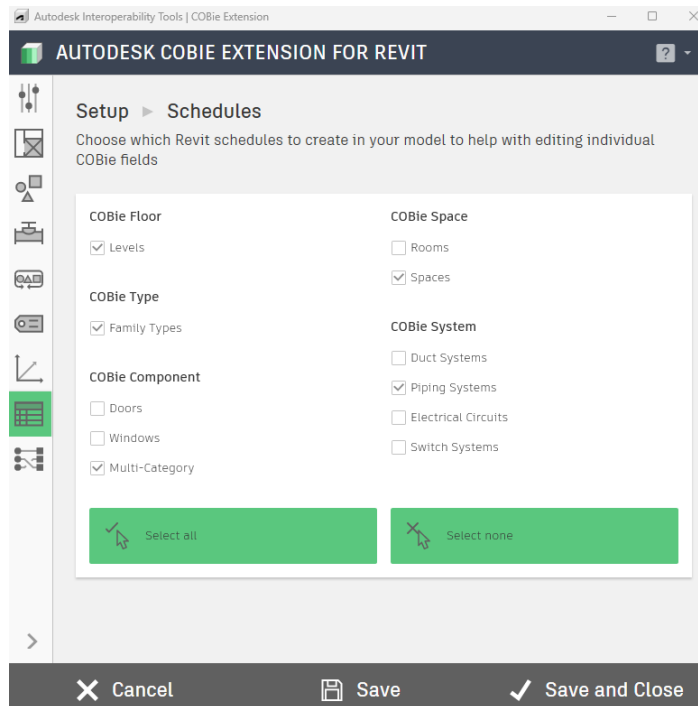 Autodesk Interoperability Tools | COBie Extension
AUTODESK COBIE EXTENSION FOR REVIT
?
Setup ► Schedules
Choose which Revit schedules to create in your model to help with editing individual
COBie fields
COBie Floor
Levels
COBie Type
Family Types
COBie Component
Doors
Windows
Multi-Category
COBie Space
Rooms
Spaces
COBie System
Duct Systems
Piping Systems
Electrical Circuits
Switch Systems
Select all
Select none
Cancel
Save
Save and Close